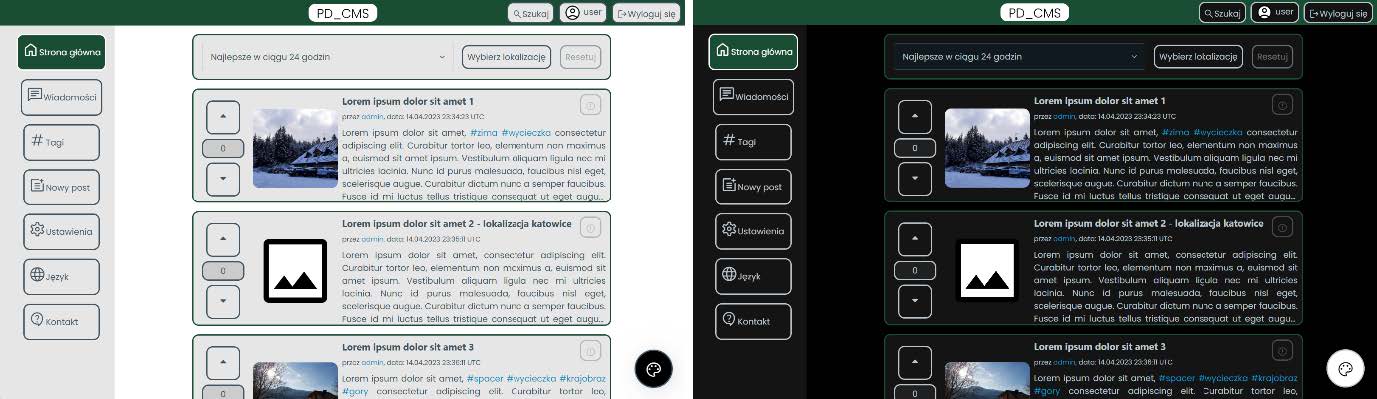 PD_CMS
Szukaj
user
Wyloguj się
Strona główna
Wiadomości
Tagi
Nowy post
Ustawienia
Język
Kontakt
Najlepsze w ciągu 24 godzin
Wybierz lokalizację
Resetuj
Lorem ipsum dolor sit amet 1
przez admin, data: 14.04.2023 23:34:23 UTC
0
Lorem ipsum dolor sit amet, #zima #wycieczka consectetur
adipiscing elit. Curabitur tortor leo, elementum non maximus
a, euismod sit amet ipsum. Vestibulum aliquam ligula nec mi
ultricies lacinia. Nunc id purus malesuada, faucibus nisl eget,
scelerisque augue. Curabitur dictum nunc a semper faucibus.
Fusce id mi luctus tellus tristique consequat ut eget augu...
Lorem ipsum dolor sit amet 2 - lokalizacja katowice
przez admin, data: 14.04.2023 23:35:11 UTC
0
Lorem ipsum dolor sit amet, consectetur adipiscing elit.
Curabitur tortor leo, elementum non maximus a, euismod sit
amet ipsum. Vestibulum aliquam ligula nec mi ultricies
lacinia. Nunc id purus malesuada, faucibus nisl eget,
scelerisque augue. Curabitur dictum nunc a semper faucibus.
Fusce id mi luctus tellus tristique consequat ut eget augu...
Lorem ipsum dolor sit amet 3
przez admin, data: 14.04.2023 23:36:11 UTC
0
Lorem ipsum dolor sit amet, #spacer #wycieczka #krajobraz
#gory consectetur adipiscing elit. Curabitur tortor leo,
PD_CMS
Szukaj
user
Wyloguj się
Strona główna
Wiadomości
Tagi
Nowy post
Ustawienia
Język
Kontakt
Najlepsze w ciągu 24 godzin
Wybierz lokalizację
Resetuj
Lorem ipsum dolor sit amet 1
przez admin, data: 14.04.2023 23:34:23 UTC
0
Lorem ipsum dolor sit amet, #zima #wycieczka consectetur
adipiscing elit. Curabitur tortor leo, elementum non maximus
a, euismod sit amet ipsum. Vestibulum aliquam ligula nec mi
ultricies lacinia. Nunc id purus malesuada, faucibus nisl eget,
scelerisque augue. Curabitur dictum nunc a semper faucibus.
Fusce id mi luctus tellus tristique consequat ut eget augu...
Lorem ipsum dolor sit amet 2 - lokalizacja katowice
przez admin, data: 14.04.2023 23:35:11 UTC
0
Lorem ipsum dolor sit amet, consectetur adipiscing elit.
Curabitur tortor leo, elementum non maximus a, euismod sit
amet ipsum. Vestibulum aliquam ligula nec mi ultricies
lacinia. Nunc id purus malesuada, faucibus nisl eget,
scelerisque augue. Curabitur dictum nunc a semper faucibus.
Fusce id mi luctus tellus tristique consequat ut eget augu...
Lorem ipsum dolor sit amet 3
przez admin, data: 14.04.2023 23:36:11 UTC
0
Lorem ipsum dolor sit amet, #spacer #wycieczka #krajobraz
#gory consectetur adipiscing elit. Curabitur tortor leo,